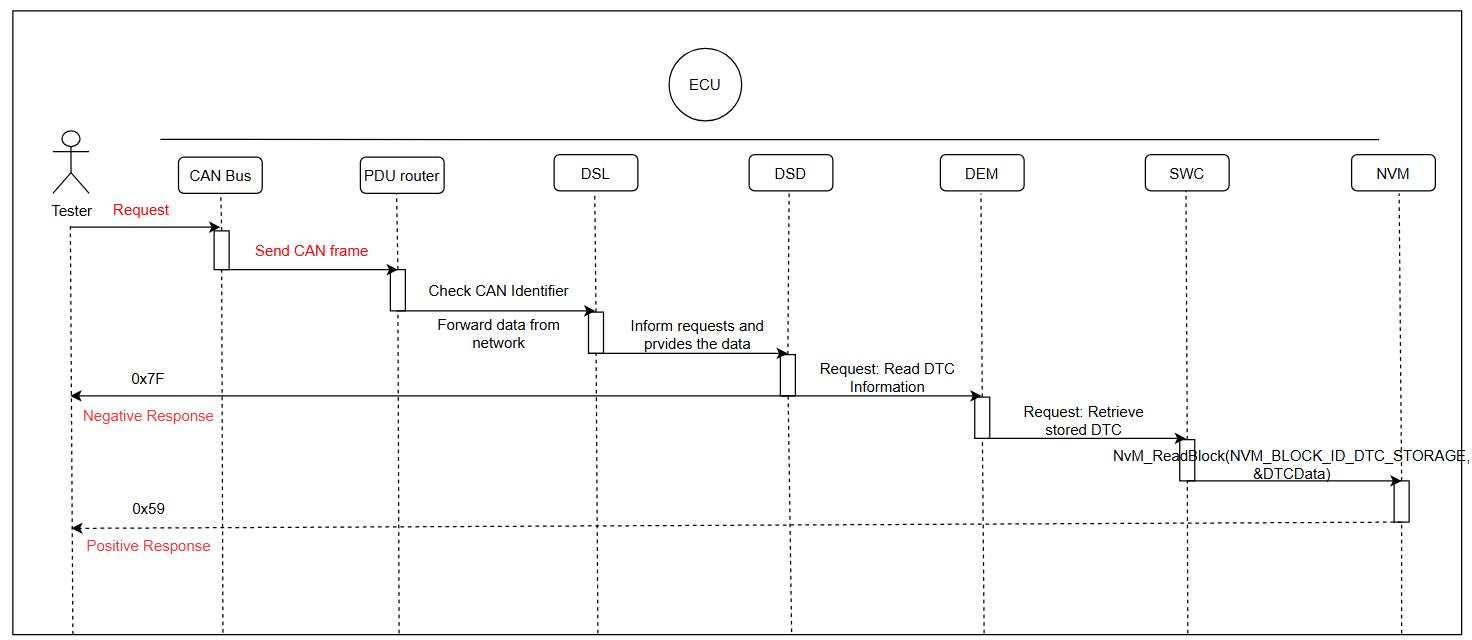 ECU
CAN Bus
PDU router
DSL
DSD
DEM
SWC
NVM
Tester
Request
Send CAN frame
Check CAN Identifier
Forward data from
network
Inform requests and
prvides the data
Request: Read DTC
Information
0x7F
Negative Response
Request: Retrieve
stored DTC
NvM_ReadBlock(NVM_BLOCK_ID_DTC_STORAGE,
&DTCData)
0x59
Positive Response